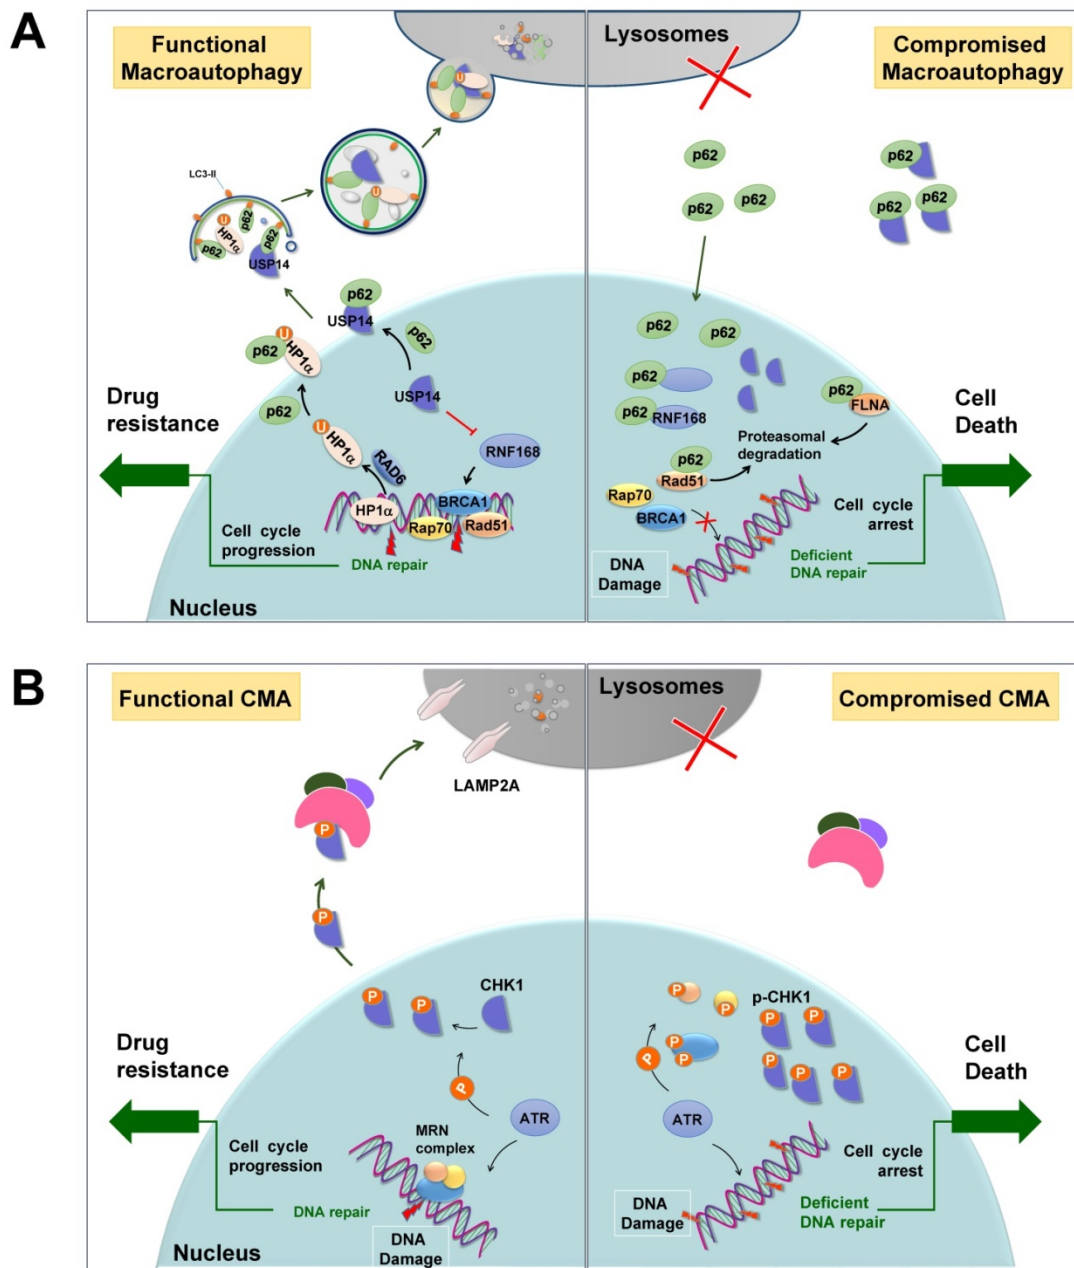 A
Functional
Macroautophagy
Lysosomes
Compromised
Macroautophagy
U
LC3-II
U
p62
HP1α
p62
p62
USP14
U
p62
USP14
p62
U
HP1α
p62
USP14
p62
U
HP1α
RAD6
RNF168
HP1α
BRCA1
Rap70
Rad51
Drug
resistance
Cell cycle
progression
DNA repair
Nucleus
p62
p62
p62
p62
p62
p62
p62
p62
p62
p62
RNF168
p62
FLNA
Proteasomal
degradation
p62
Rad51
Rap70
BRCA1
DNA
Damage
Deficient
DNA repair
Cell cycle
arrest
Cell
Death
B
Functional CMA
Lysosomes
Compromised CMA
LAMP2A
P
P
P
P
CHK1
P
ATR
MRN
complex
Drug
resistance
Cell cycle
progression
DNA repair
DNA
Damage
Nucleus
P
P
p-CHK1
P
P
P
P
P
P
P
P
P
ATR
DNA
Damage
Deficient
DNA repair
Cell cycle
arrest
Cell
Death